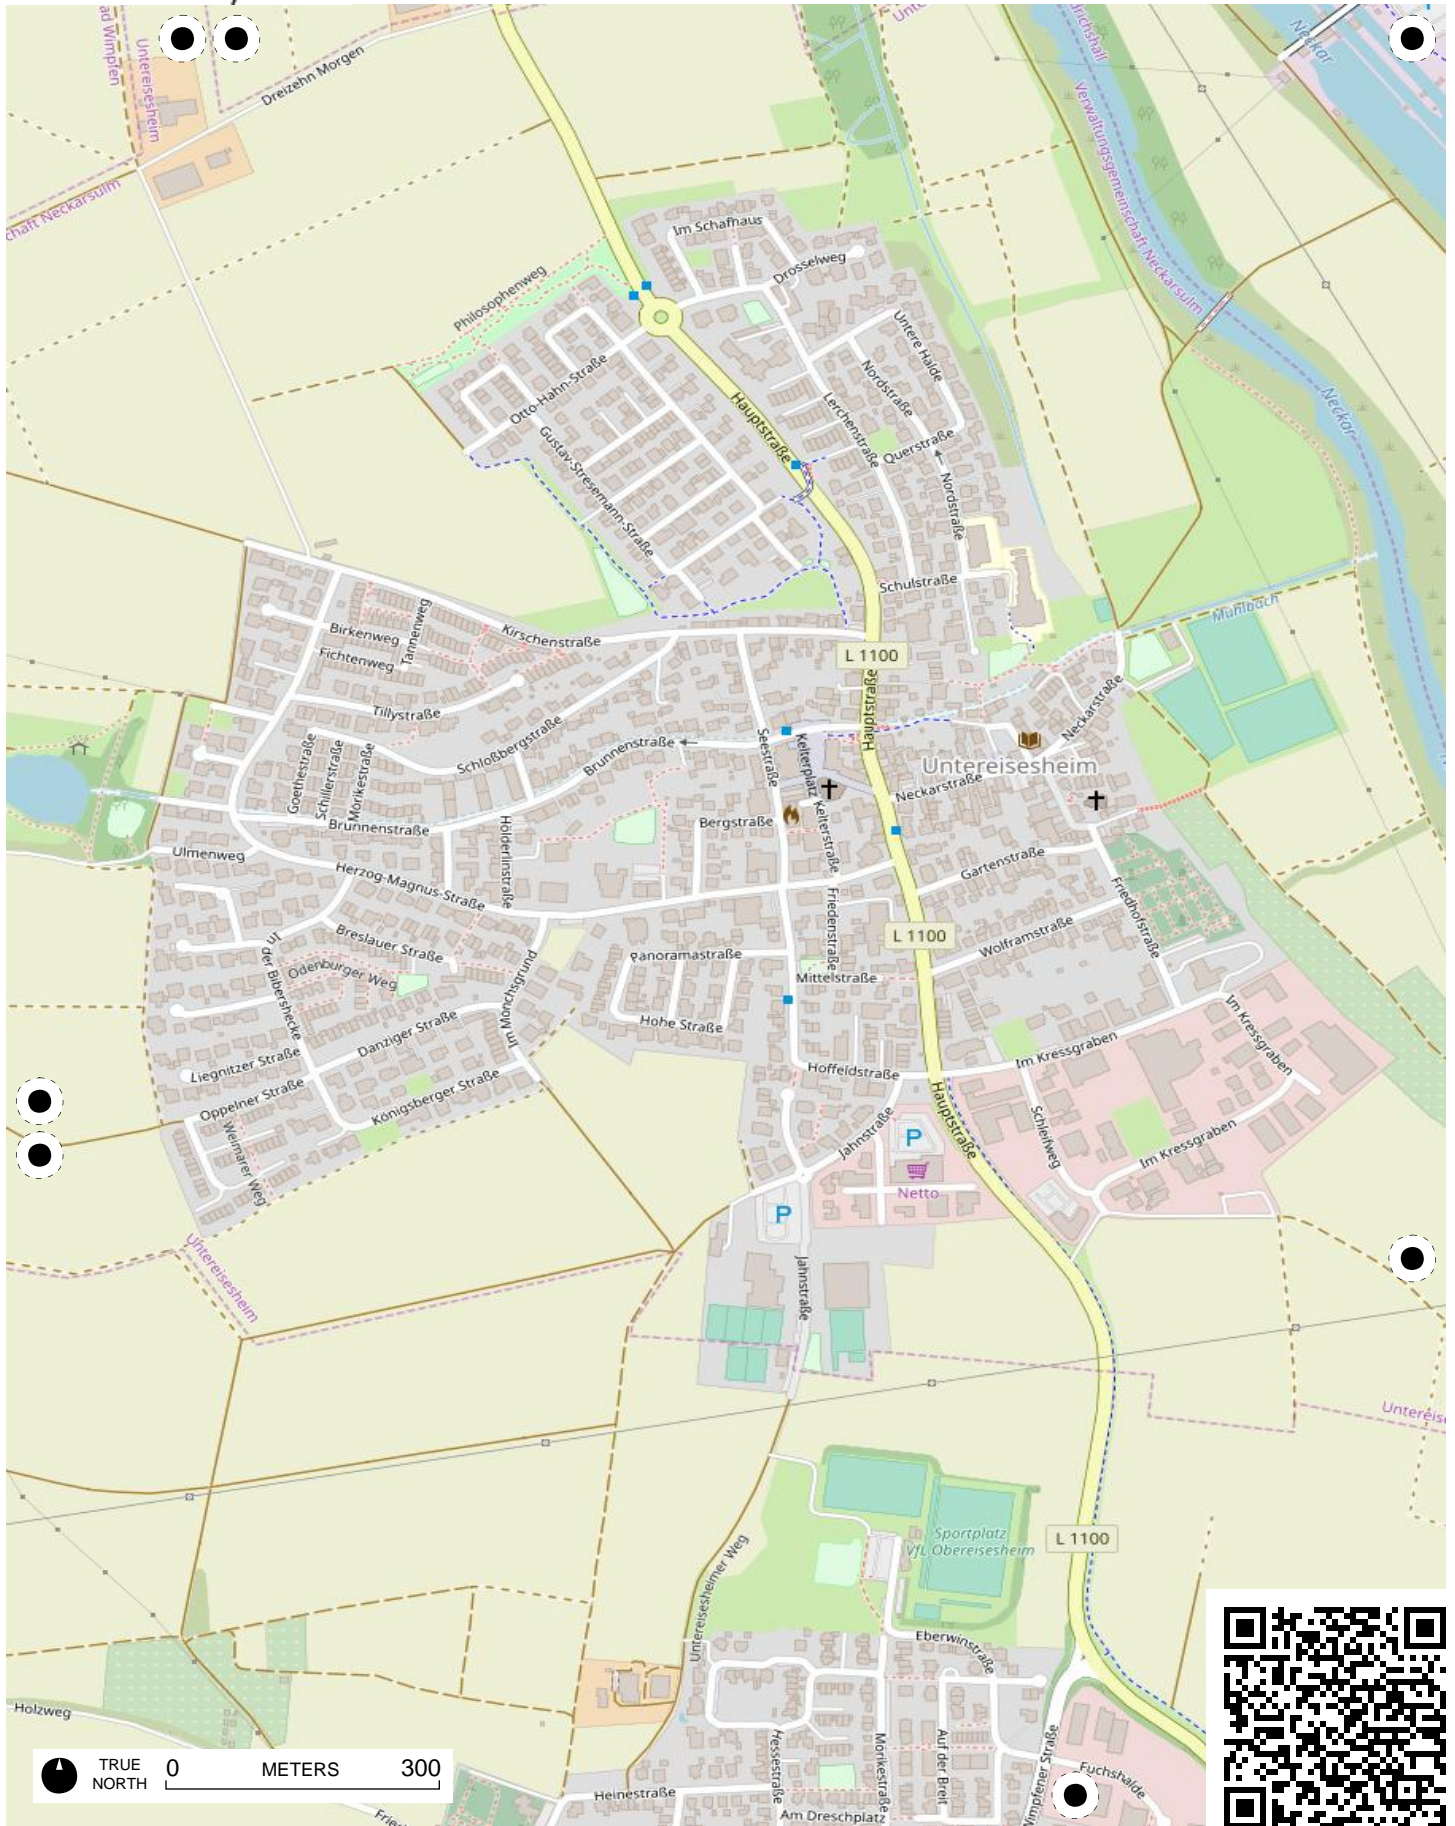 ad Wimpfen
Untereisesheim
Dreizehn Morgen
chaft Neckarsulm
Neckar
drichshall
Verwaltungsgemeinschaft Neckarsulm
Im Schafhaus
Drosselweg
Philosophenweg
Untere Halde
Nordstraße
Otto-Hahn-Straße
Hauptstraße
Lerchenstraße
Querstraße
Neckar
Gustav-Stresemann-Straße
Nordstraße
Schulstraße
Mühlbach
Birkenweg
Tannenweg
Fichtenweg
Kirschenstraße
L 1100
Tillystraße
Schloßbergstraße
Hauptstraße
Neckarstraße
Seestraße
Brunnenstraße
Kelterplatz
Untereisesheim
Goethestraße
Schillerstraße
Mörikestraße
Neckarstraße
Brunnenstraße
Hölderlinstraße
Bergstraße
Kelterstraße
Ulmenweg
Herzog-Magnus-Straße
Gartenstraße
Friedenstraße
Friedhofstraße
Breslauer Straße
In der Bibershecke
L 1100
Wolframstraße
Panoramastraße
Ödenburger Weg
Mittelstraße
Im Mönchsgrund
Hohe Straße
Danziger Straße
Im Kressgraben
Im Kressgraben
Liegnitzer Straße
Hoffeldstraße
Oppelner Straße
Königsberger Straße
Hauptstraße
Schleifweg
Jahnstraße
P
Weimarer Weg
Im Kressgraben
Netto
P
Untereisesheim
Jahnstraße
Untereise
Sportplatz
VfL Obereisesheim
L 1100
Untereisesheimer Weg
Eberwinstraße
Holzweg
Hessestraße
Mörikestraße
Auf der Breit
Wimpfener Straße
Fuchshalde
Heinestraße
Am Dreschplatz
TRUE
NORTH
0 METERS 300